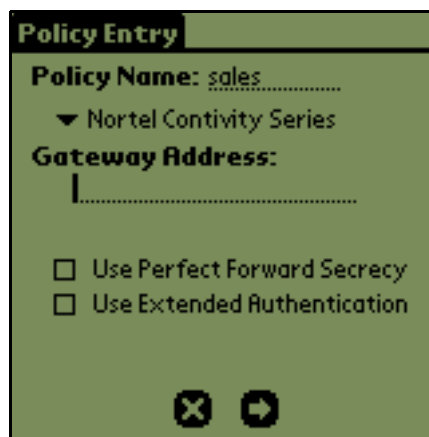 Policy Entry
Policy Name: sales
Nortel Contivity Series
Gateway Address:
Use Perfect Forward Secrecy
Use Extended Authentication